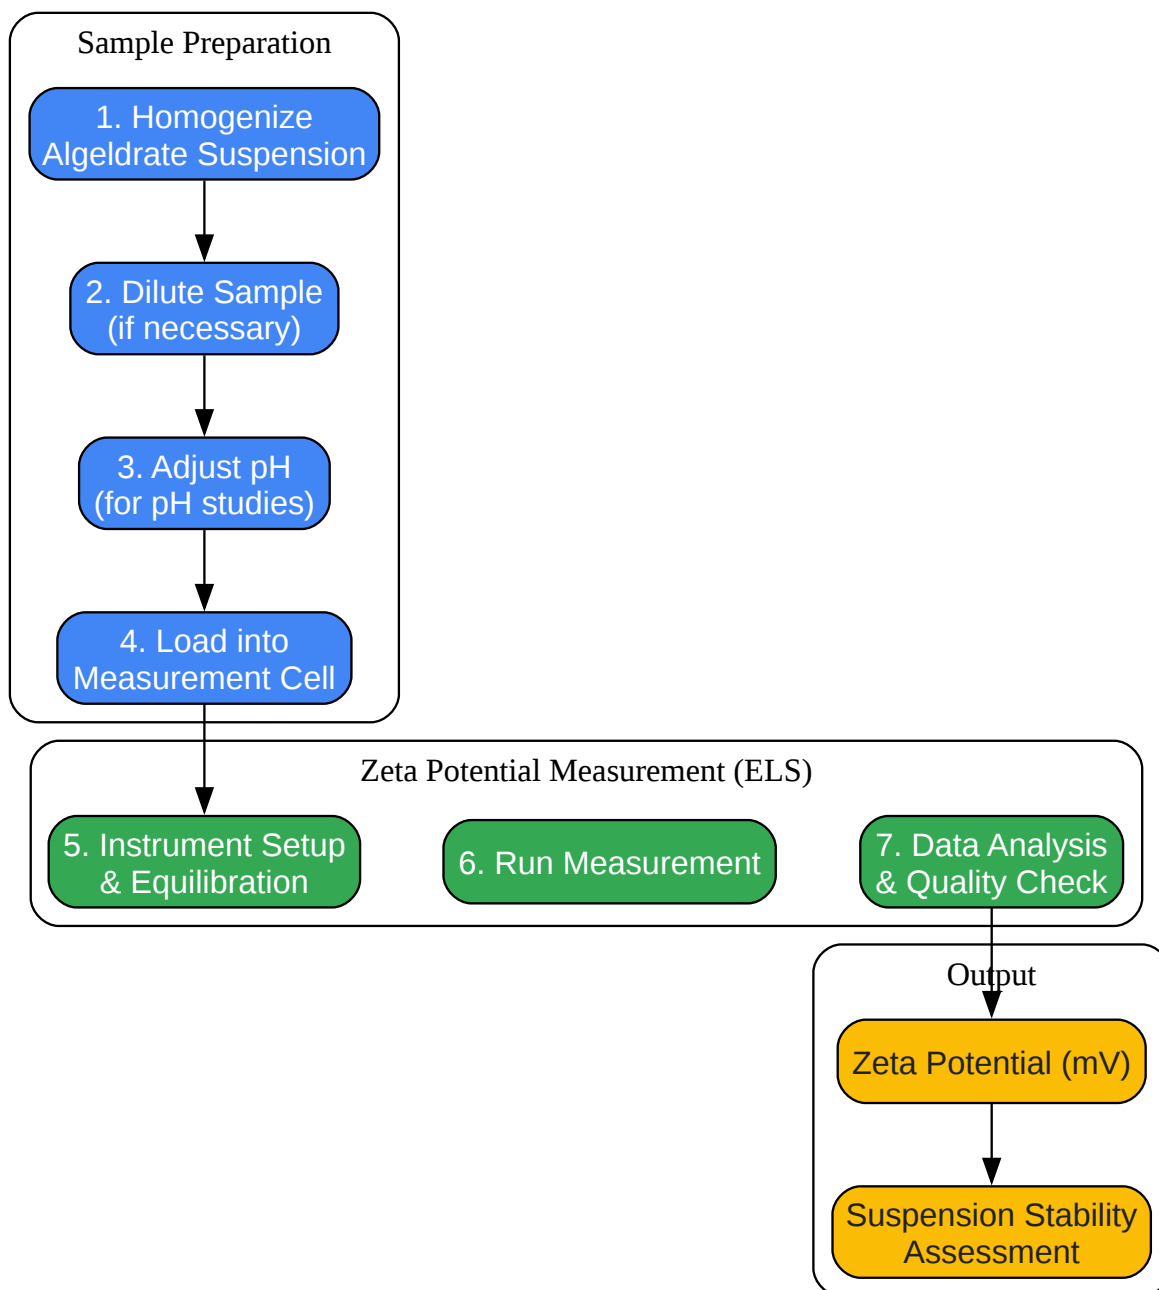 Sample Preparation
1. Homogenize
Algeldrate Suspension
2. Dilute Sample
(if necessary)
3. Adjust pH
(for pH studies)
4. Load into
Measurement Cell
Zeta Potential Measurement (ELS)
5. Instrument Setup
& Equilibration
6. Run Measurement
7. Data Analysis
& Quality Check
Output
Zeta Potential (mV)
Suspension Stability
Assessment